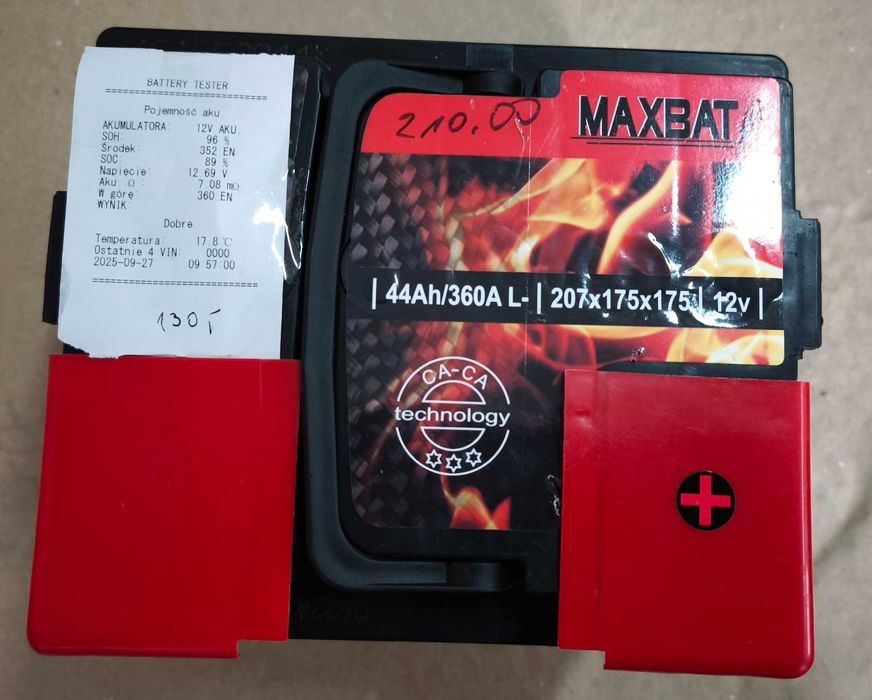 BATTERY TESTER
Pojemność aku.
AKUMULATORA: 12V AKU.
SOH: 96 %
Środek: 352 EN
SOC: 89 %
Napięcie: 12.69 V
Aku. Ω : 7.08 mΩ
W górę: 360 EN
WYNIK:
Dobre
Temperatura: 17.8 ℃
Ostatnie 4 VIN: 0000
2025-09-27 09:57:00
210.00
MAXBAT
| 44Ah/360A L- | 207x175x175 | 12v |
CA-CA
technology